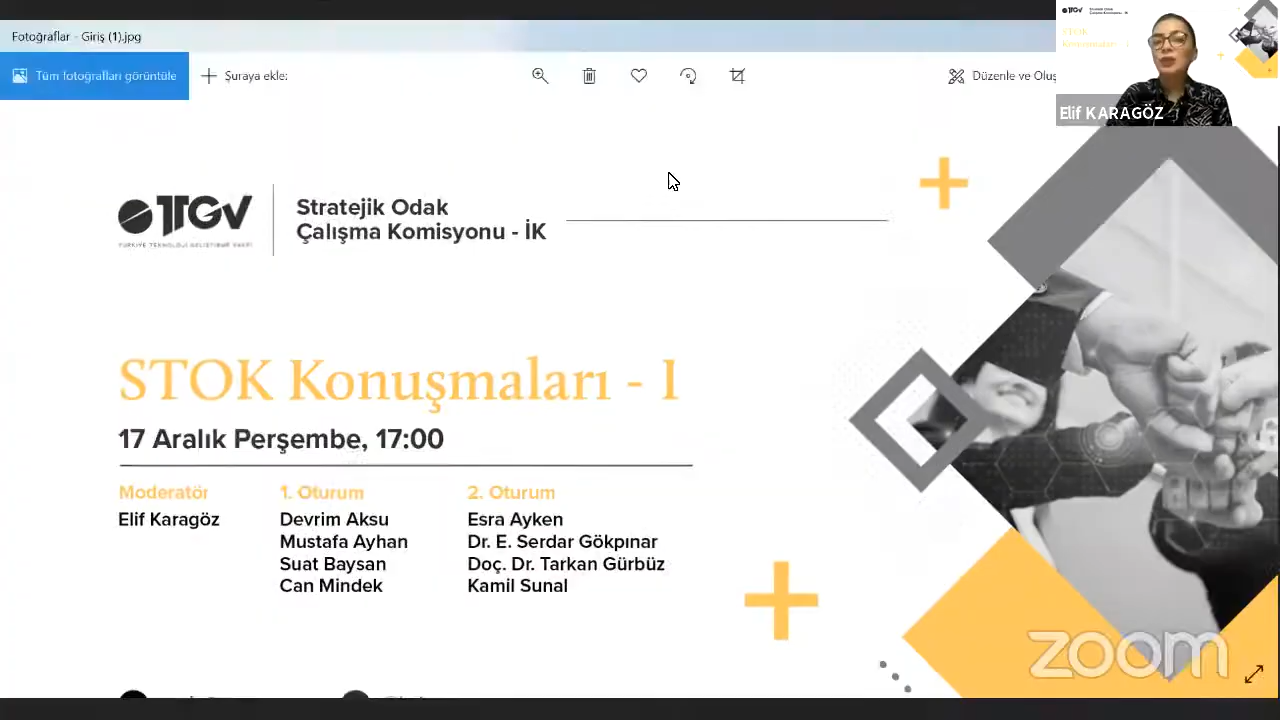 Fotoğraflar - Giriş (1).jpg
Tüm fotoğrafları görüntüle
Şuraya ekle:
Düzenle ve Oluş
Elif KARAGÖZ
TTGV
TÜRKİYE TEKNOLOJİ GELİŞTİRME VAKFI
Stratejik Odak
Çalışma Komisyonu - İK
STOK Konuşmaları - I
17 Aralık Perşembe, 17:00
Moderatör
Elif Karagöz
1. Oturum
Devrim Aksu
Mustafa Ayhan
Suat Baysan
Can Mindek
2. Oturum
Esra Ayken
Dr. E. Serdar Gökpınar
Doç. Dr. Tarkan Gürbüz
Kamil Sunal
zoom